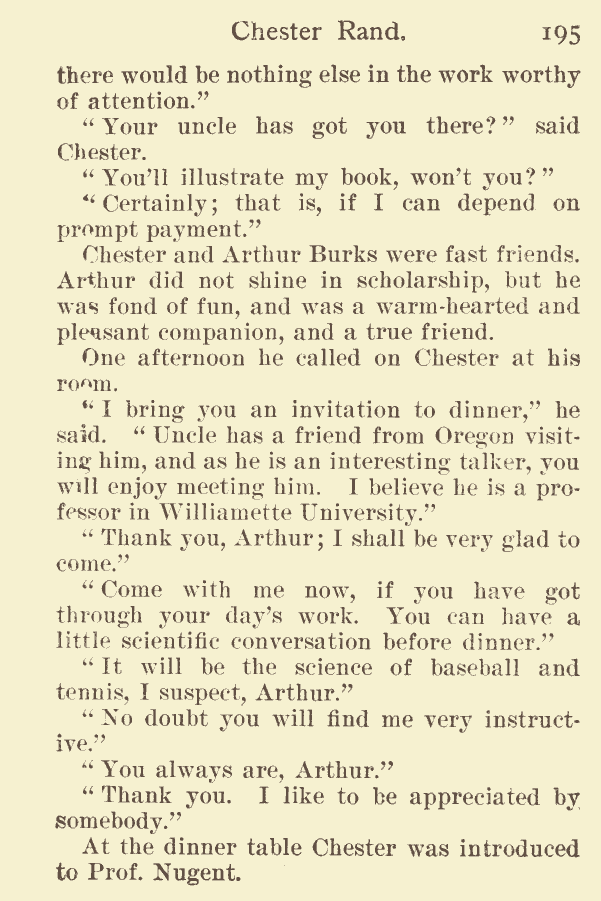 Chester Rand. 195
there would be nothing else in the work worthy
of attention.”
“ Your uncle has got you there? ” said
Chester.
“ You’ll illustrate my book, won’t you? ”
“ Certainly; that is, if I can depend on
prompt payment.”
Chester and Arthur Burks were fast friends.
Arthur did not shine in scholarship, but he
was fond of fun, and was a warm-hearted and
pleasant companion, and a true friend.
One afternoon he called on Chester at his
room.
“ I bring you an invitation to dinner,” he
said. “ Uncle has a friend from Oregon visit-
ing him, and as he is an interesting talker, you
will enjoy meeting him. I believe he is a pro-
fessor in Williamette University.”
“ Thank you, Arthur; I shall be very glad to
come.”
“ Come with me now, if you have got
through your day’s work. You can have a
little scientific conversation before dinner.”
“ It will be the science of baseball and
tennis, I suspect, Arthur.”
“ No doubt you will find me very instruct-
ive.”
“ You always are, Arthur.”
“ Thank you. I like to be appreciated by
somebody.”
At the dinner table Chester was introduced
to Prof. Nugent.